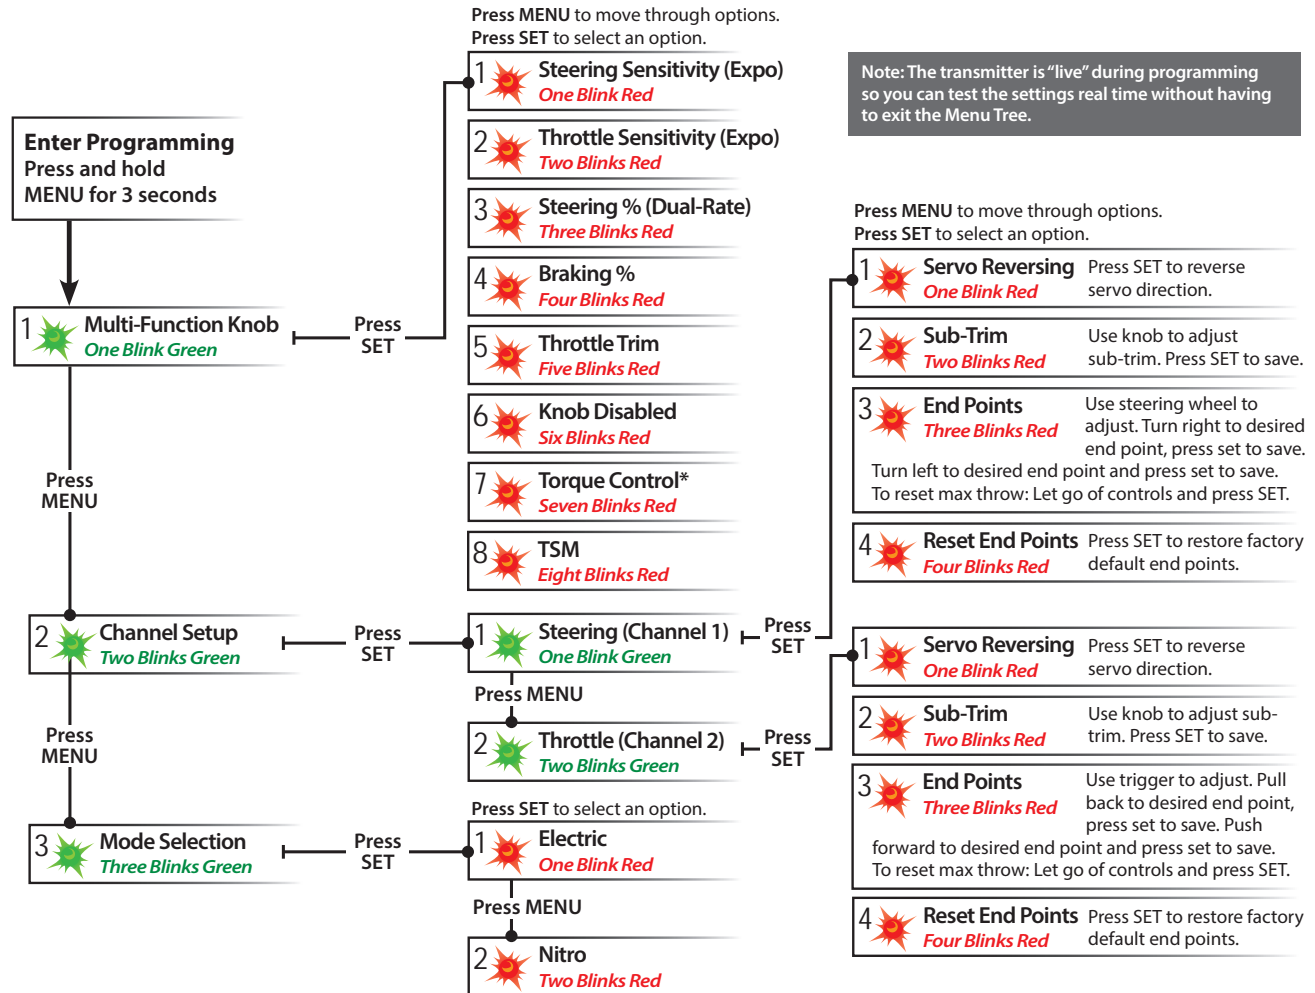 Press MENU to move through options.
Press SET to select an option.
Note: The transmitter is “live” during programming
so you can test the settings real time without having
to exit the Menu Tree.
Enter Programming
Press and hold
MENU for 3 seconds
1
Multi-Function Knob
One Blink Green
Press
SET
1
Steering Sensitivity (Expo)
One Blink Red
2
Throttle Sensitivity (Expo)
Two Blinks Red
3
Steering % (Dual-Rate)
Three Blinks Red
4
Braking %
Four Blinks Red
5
Throttle Trim
Five Blinks Red
6
Knob Disabled
Six Blinks Red
7
Torque Control*
Seven Blinks Red
8
TSM
Eight Blinks Red
Press
MENU
2
Channel Setup
Two Blinks Green
Press
SET
1
Steering (Channel 1)
One Blink Green
Press
SET
Press MENU
2
Throttle (Channel 2)
Two Blinks Green
Press
SET
Press MENU to move through options.
Press SET to select an option.
1
Servo Reversing
One Blink Red
Press SET to reverse
servo direction.
2
Sub-Trim
Two Blinks Red
Use knob to adjust
sub-trim. Press SET to save.
3
End Points
Three Blinks Red
Use steering wheel to
adjust. Turn right to desired
end point, press set to save.
Turn left to desired end point and press set to save.
To reset max throw: Let go of controls and press SET.
4
Reset End Points
Four Blinks Red
Press SET to restore factory
default end points.
1
Servo Reversing
One Blink Red
Press SET to reverse
servo direction.
2
Sub-Trim
Two Blinks Red
Use knob to adjust sub-
trim. Press SET to save.
3
End Points
Three Blinks Red
Use trigger to adjust. Pull
back to desired end point,
press set to save. Push
forward to desired end point and press set to save.
To reset max throw: Let go of controls and press SET.
4
Reset End Points
Four Blinks Red
Press SET to restore factory
default end points.
Press
MENU
3
Mode Selection
Three Blinks Green
Press
SET
Press SET to select an option.
1
Electric
One Blink Red
Press MENU
2
Nitro
Two Blinks Red